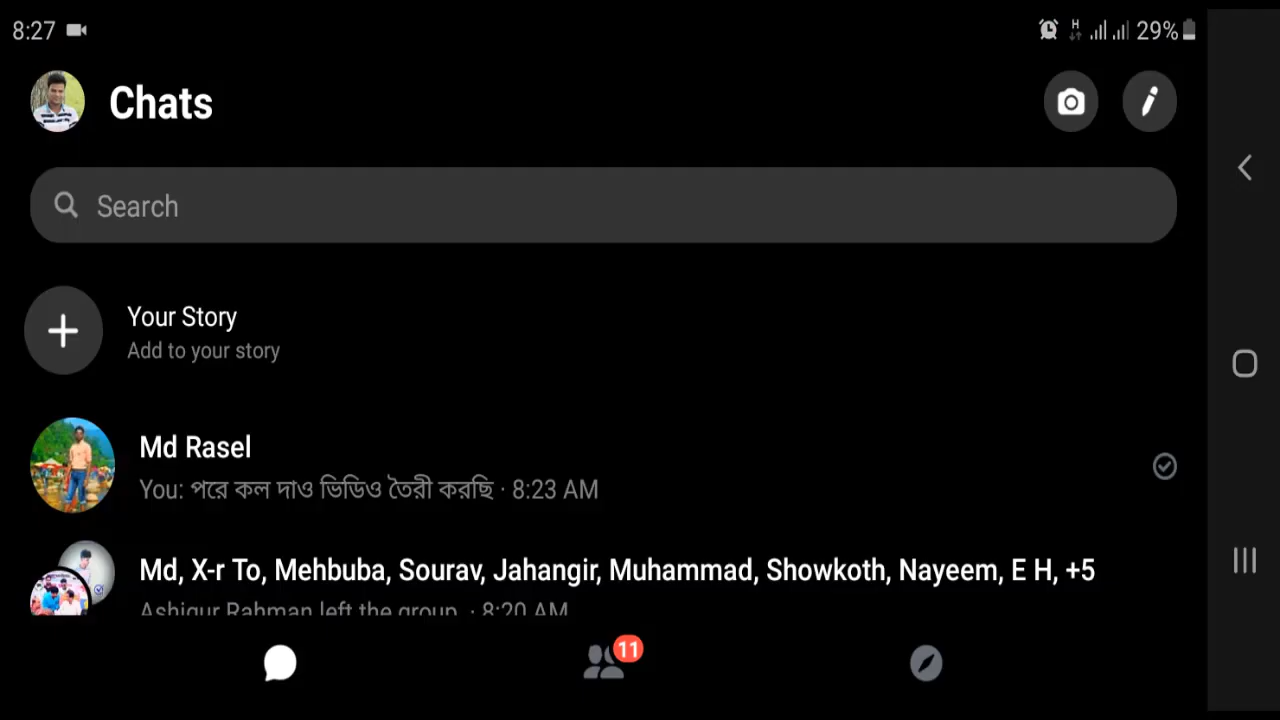 8:27
H 29%
Chats
Search
Your Story
Add to your story
Md Rasel
You: পরে কল দাও ভিডিও তৈরী করছি · 8:23 AM
Md, X-r To, Mehbuba, Sourav, Jahangir, Muhammad, Showkoth, Nayeem, E H, +5
Ashiqur Rahman left the group. · 8:20 AM
11